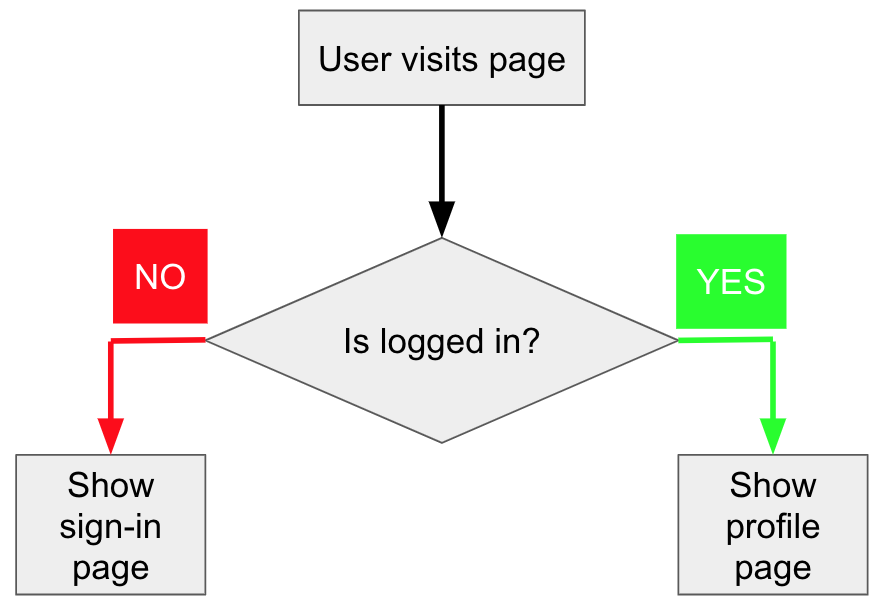 User visits page
NO
YES
Is logged in?
Show
sign-in
page
Show
profile
page